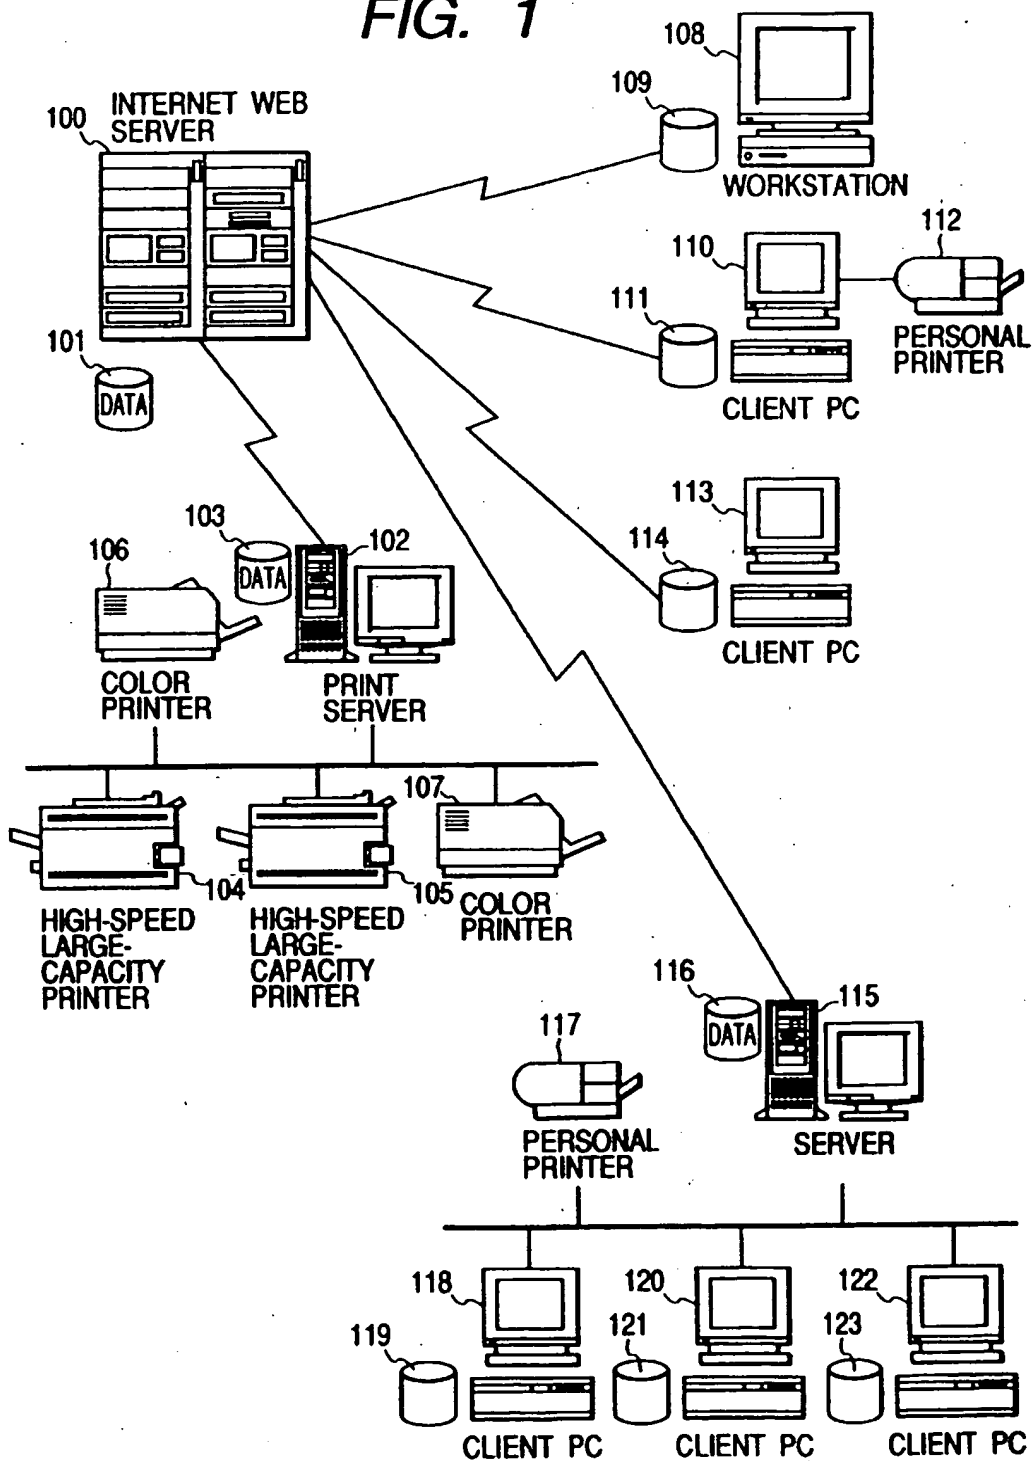 FIG. 1
108
109
WORKSTATION
INTERNET WEB
SERVER
100
112
110
111
PERSONAL
PRINTER
CLIENT PC
101
DATA
113
114
CLIENT PC
103
102
DATA
106
COLOR
PRINTER
PRINT
SERVER
107
104
105
HIGH-SPEED
LARGE-
CAPACITY
PRINTER
HIGH-SPEED
LARGE-
CAPACITY
PRINTER
COLOR
PRINTER
116
115
DATA
117
SERVER
PERSONAL
PRINTER
118
120
122
119
121
123
CLIENT PC
CLIENT PC
CLIENT PC